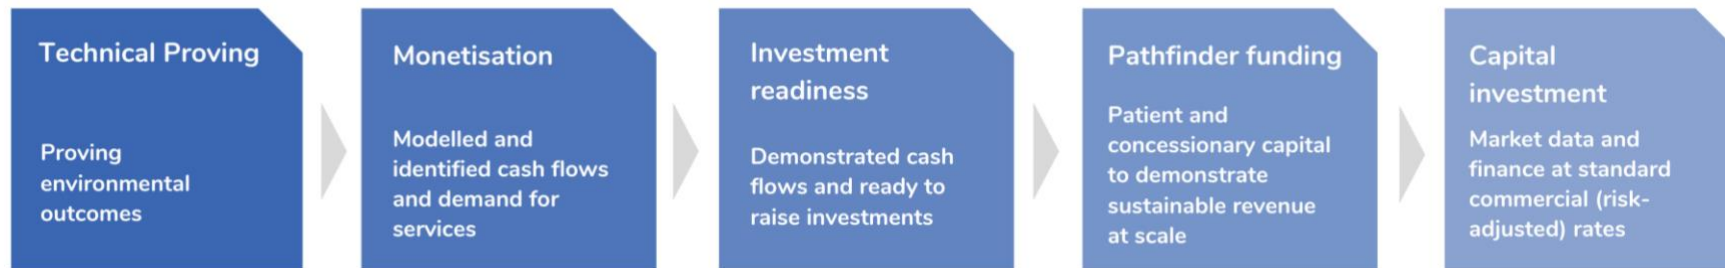 Technical Proving
Proving
environmental
outcomes
Monetisation
Modelled and
identified cash flows
and demand for
services
Investment
readiness
Demonstrated cash
flows and ready to
raise investments
Pathfinder funding
Patient and
concessionary capital
to demonstrate
sustainable revenue
at scale
Capital
investment
Market data and
finance at standard
commercial (risk-
adjusted) rates